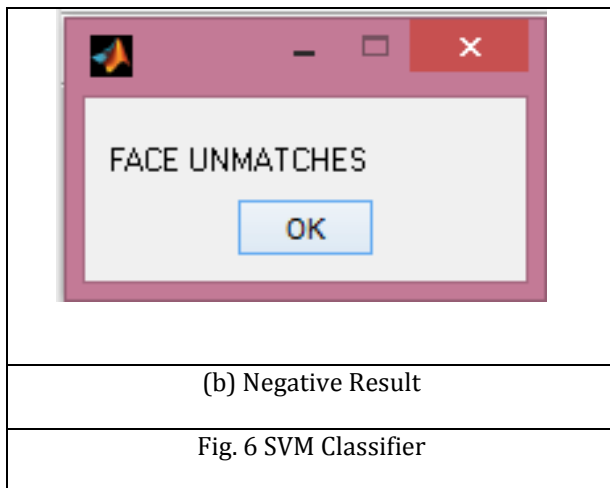 FACE UNMATCHES
OK
(b) Negative Result
Fig. 6 SVM Classifier